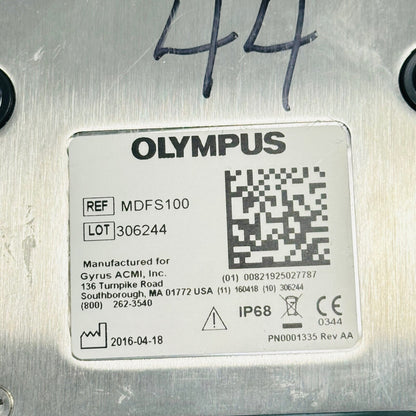 44
OLYMPUS
REF MDFS100
LOT 306244
Manufactured for
Gyrus ACMI, Inc.
136 Turnpike Road
Southborough, MA 01772 USA
(800) 262-3540
(01) 00821925027787
(11) 160418 (10) 306244
2016-04-18
IP68
0344
PN0001335 Rev AA